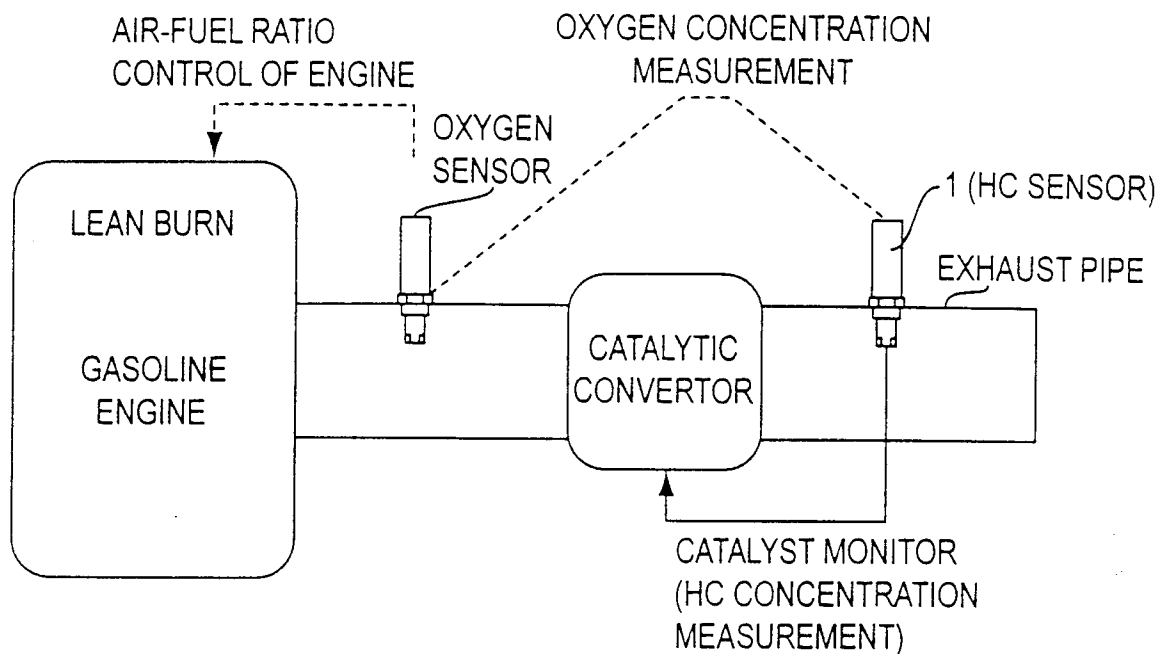 AIR-FUEL RATIO
CONTROL OF ENGINE
OXYGEN CONCENTRATION
MEASUREMENT
OXYGEN
SENSOR
1 (HC SENSOR)
EXHAUST PIPE
LEAN BURN
GASOLINE
ENGINE
CATALYTIC
CONVERTOR
CATALYST MONITOR
(HC CONCENTRATION
MEASUREMENT)